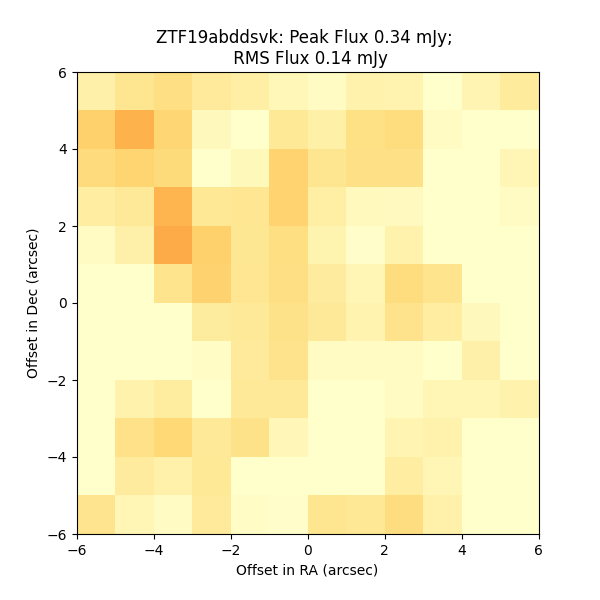 ZTF19abddsvk: Peak Flux 0.34 mJy;
RMS Flux 0.14 mJy
6
4
2
0
−2
−4
−6
Offset in Dec (arcsec)
−6 −4 −2 0 2 4 6
Offset in RA (arcsec)